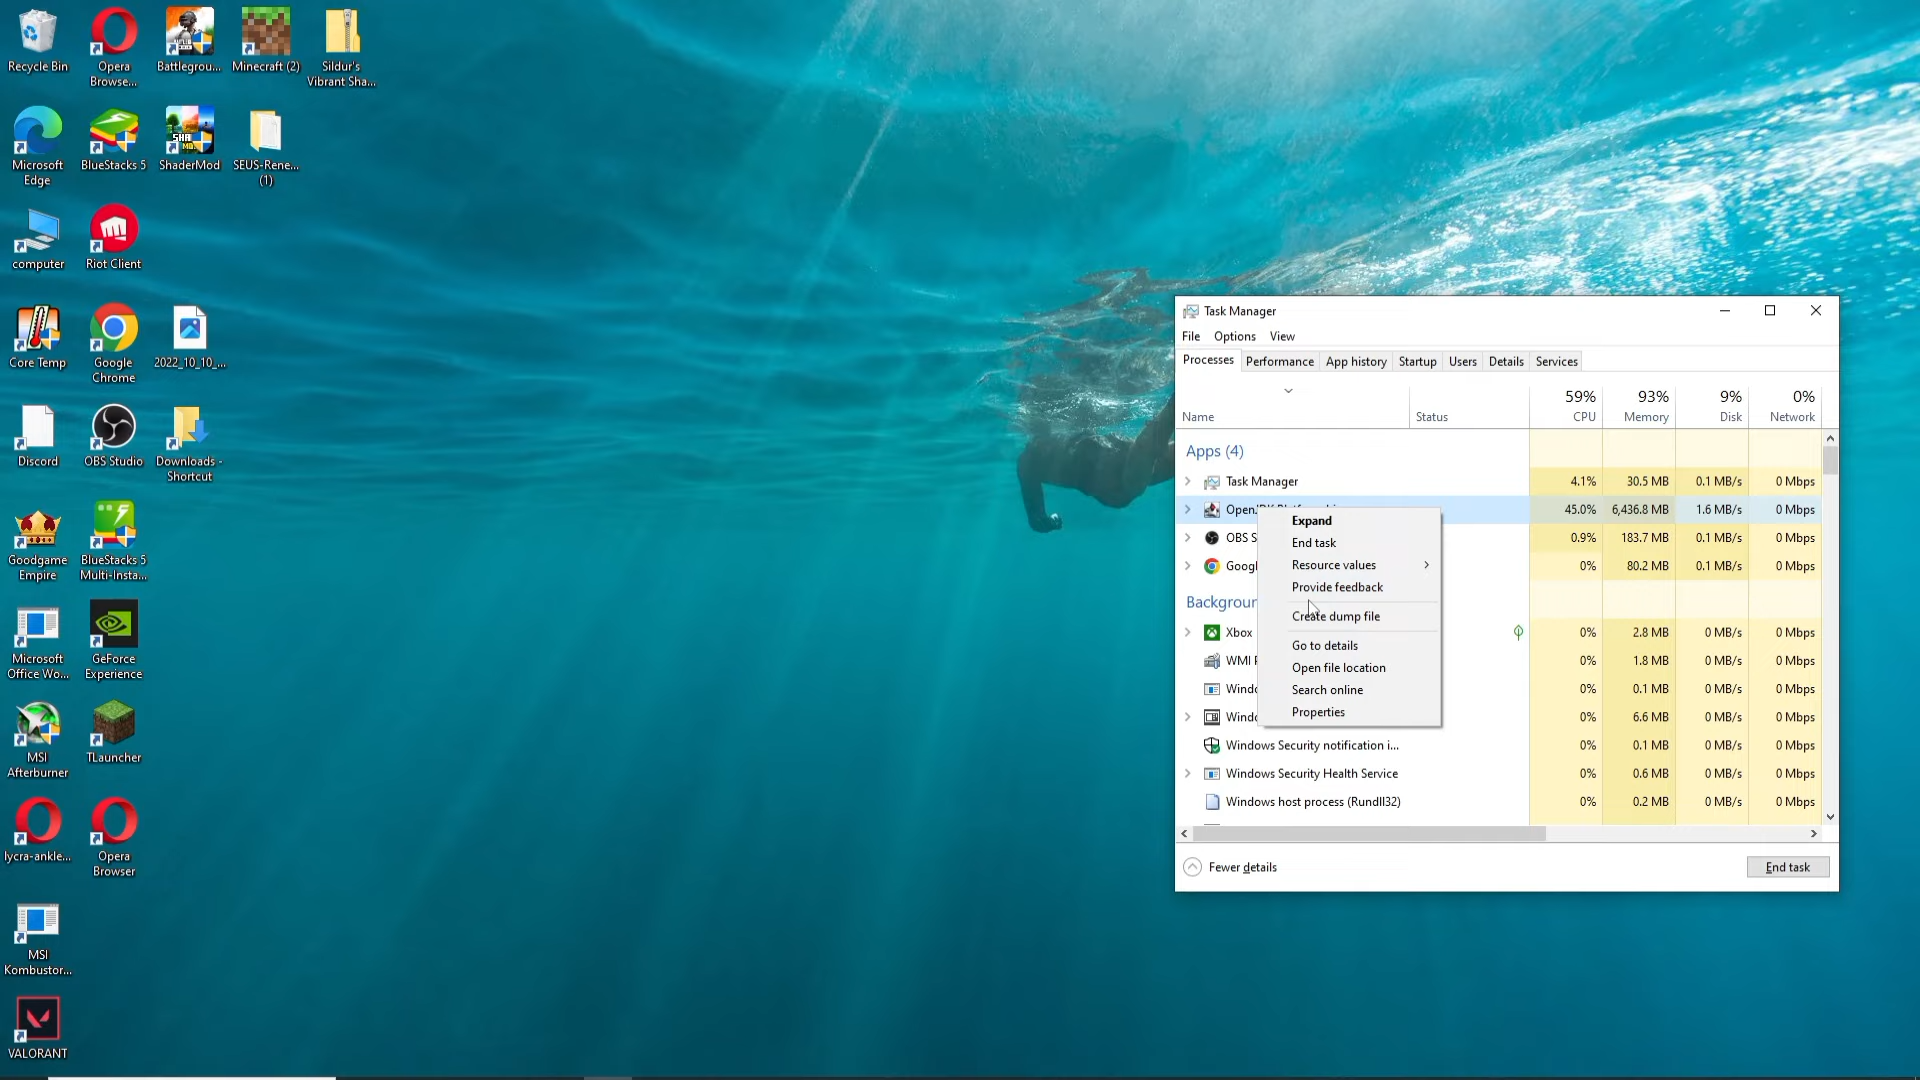 Recycle Bin
Opera
Browse...
Battlegrou...
Minecraft (2)
Sildur's
Vibrant Sha...
Microsoft
Edge
BlueStacks 5
ShaderMod
SEUS-Rene...
(1)
computer
Riot Client
Core Temp
Google
Chrome
2022_10_10_...
Discord
OBS Studio
Downloads -
Shortcut
Goodgame
Empire
BlueStacks 5
Multi-Insta...
Microsoft
Office Wo...
GeForce
Experience
MSI
Afterburner
TLauncher
lycra-ankle...
Opera
Browser
MSI
Kombustor...
VALORANT
Task Manager
File Options View
Processes Performance App history Startup Users Details Services
59% 93% 9% 0%
Name Status CPU Memory Disk Network
Apps (4)
Task Manager 4.1% 30.5 MB 0.1 MB/s 0 Mbps
45.0% 6,436.8 MB 1.6 MB/s 0 Mbps
OBS S 0.9% 183.7 MB 0.1 MB/s 0 Mbps
Googl 0% 80.2 MB 0.1 MB/s 0 Mbps
Backgroun
Xbox 0% 2.8 MB 0 MB/s 0 Mbps
WMI P 0% 1.8 MB 0 MB/s 0 Mbps
Windo 0% 0.1 MB 0 MB/s 0 Mbps
Windo 0% 6.6 MB 0 MB/s 0 Mbps
Windows Security notification i... 0% 0.1 MB 0 MB/s 0 Mbps
Windows Security Health Service 0% 0.6 MB 0 MB/s 0 Mbps
Windows host process (Rundll32) 0% 0.2 MB 0 MB/s 0 Mbps
Expand
End task
Resource values
Provide feedback
Create dump file
Go to details
Open file location
Search online
Properties
Fewer details
End task